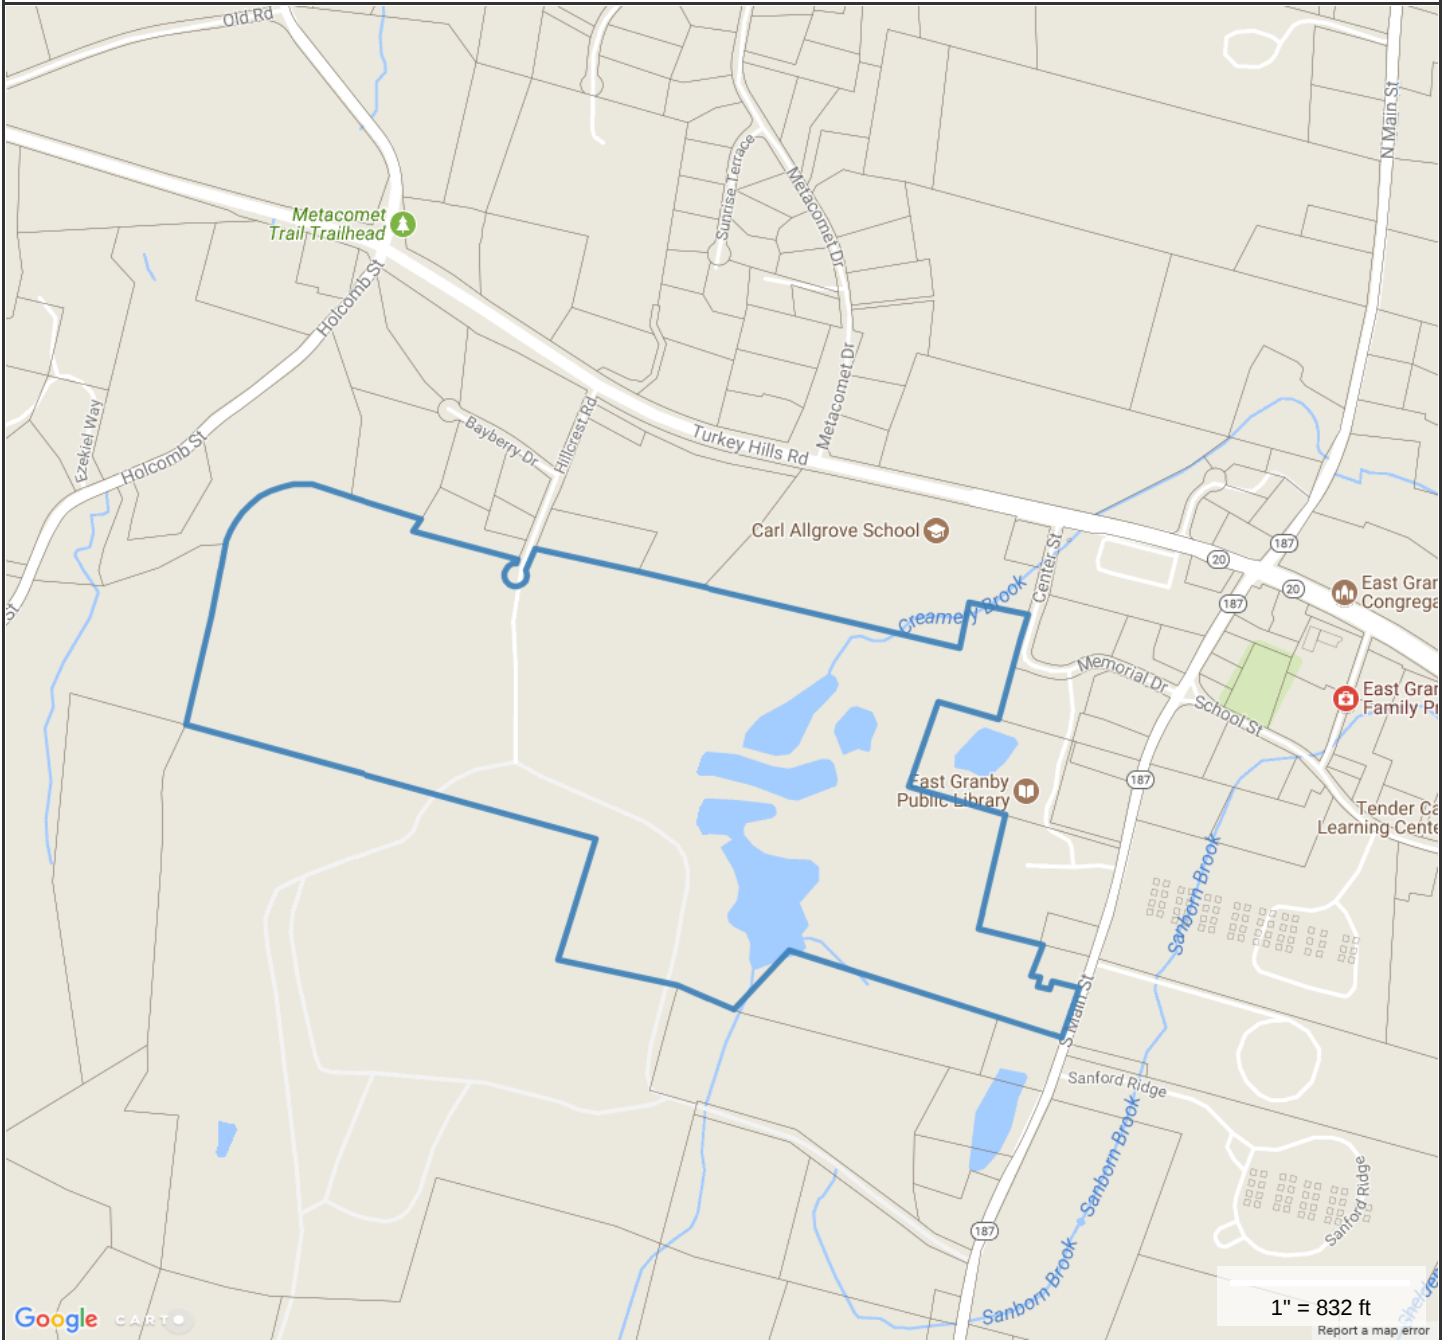 Old Rd
N Main St
Sunrise Terrace
Metacomet Dr
Metacomet
Trail Trailhead
Holcomb St
Metacomet Dr
Ezekiel Way
Bayberry Dr
Hillcrest Rd
Turkey Hills Rd
Holcomb St
Carl Allgrove School
187
20
Center St
20
East Gran
Congrega
187
St
Creamery Brook
Memorial Dr
School St
East Gran
Family Pr
187
East Granby
Public Library
Tender Ca
Learning Cente
Sanborn Brook
S Main St
Sanford Ridge
Sanborn Brook
Sanford Ridge
187
Sanborn Brook
Shelden
1" = 832 ft
Google
CARTO
Report a map error